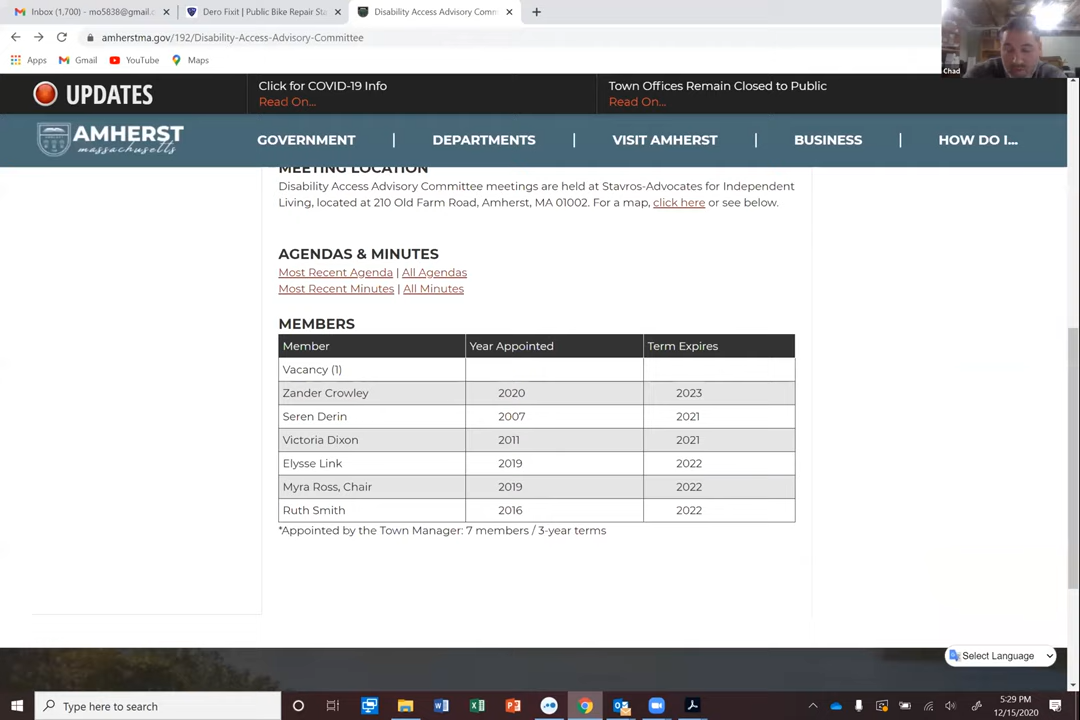 Inbox (1,700) - mo5838@gmail.c
Dero Fixit | Public Bike Repair Sta
Disability Access Advisory Comm
amherstma.gov/192/Disability-Access-Advisory-Committee
Apps
Gmail
YouTube
Maps
Chad
UPDATES
Click for COVID-19 Info
Read On...
Town Offices Remain Closed to Public
Read On...
AMHERST
massachusetts
GOVERNMENT | DEPARTMENTS | VISIT AMHERST | BUSINESS | HOW DO I...
MEETING LOCATION
Disability Access Advisory Committee meetings are held at Stavros-Advocates for Independent
Living, located at 210 Old Farm Road, Amherst, MA 01002. For a map, click here or see below.
AGENDAS & MINUTES
Most Recent Agenda | All Agendas
Most Recent Minutes | All Minutes
MEMBERS
Member Year Appointed Term Expires
Vacancy (1)
Zander Crowley 2020 2023
Seren Derin 2007 2021
Victoria Dixon 2011 2021
Elysse Link 2019 2022
Myra Ross, Chair 2019 2022
Ruth Smith 2016 2022
*Appointed by the Town Manager: 7 members / 3-year terms
Select Language
Type here to search
5:29 PM
12/15/2020